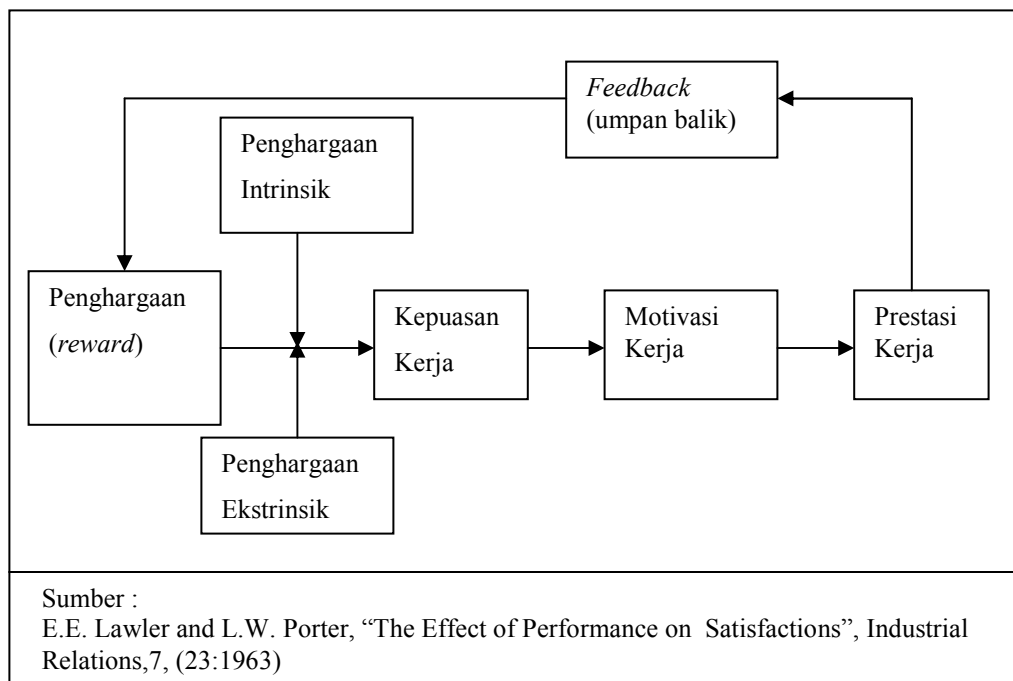 Feedback
(umpan balik)
Penghargaan
Intrinsik
Penghargaan
(reward)
Kepuasan
Kerja
Motivasi
Kerja
Prestasi
Kerja
Penghargaan
Ekstrinsik
Sumber :
E.E. Lawler and L.W. Porter, “The Effect of Performance on Satisfactions”, Industrial
Relations,7, (23:1963)